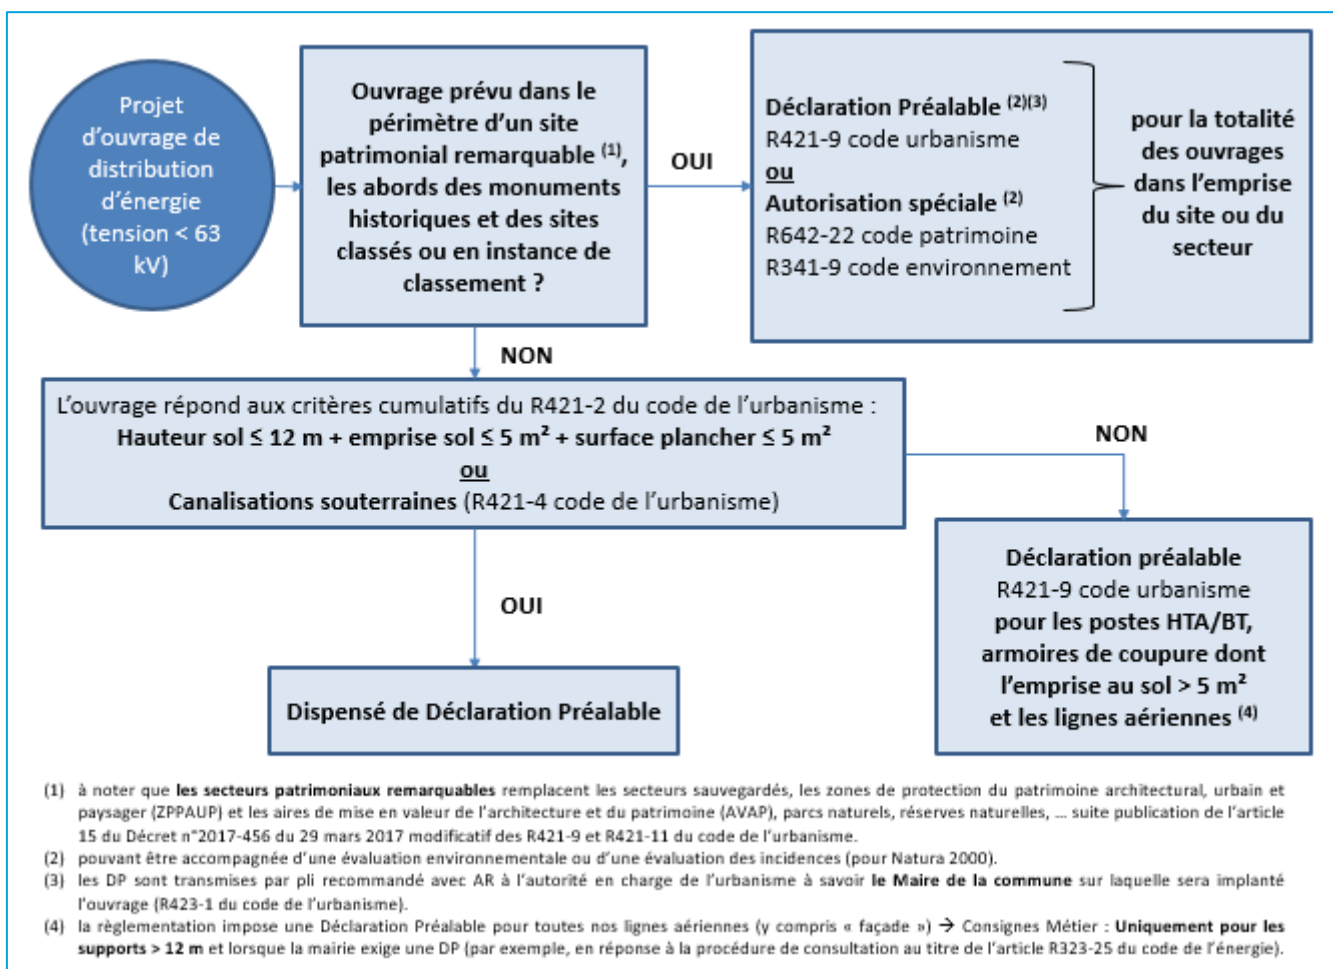 Projet
d’ouvrage de
distribution
d’énergie
(tension < 63
kV)
Ouvrage prévu dans le
périmètre d’un site
patrimonial remarquable (1),
les abords des monuments
historiques et des sites
classés ou en instance de
classement ?
OUI
Déclaration Préalable (2)(3)
R421-9 code urbanisme
ou
Autorisation spéciale (2)
R642-22 code patrimoine
R341-9 code environnement
pour la totalité
des ouvrages
dans l’emprise
du site ou du
secteur
NON
L’ouvrage répond aux critères cumulatifs du R421-2 du code de l’urbanisme :
Hauteur sol ≤ 12 m + emprise sol ≤ 5 m² + surface plancher ≤ 5 m²
ou
Canalisations souterraines (R421-4 code de l’urbanisme)
NON
OUI
Déclaration préalable
R421-9 code urbanisme
pour les postes HTA/BT,
armoires de coupure dont
l’emprise au sol > 5 m²
et les lignes aériennes (4)
Dispensé de Déclaration Préalable
(1) à noter que les secteurs patrimoniaux remarquables remplacent les secteurs sauvegardés, les zones de protection du patrimoine architectural, urbain et
paysager (ZPPAUP) et les aires de mise en valeur de l’architecture et du patrimoine (AVAP), parcs naturels, réserves naturelles, ... suite publication de l’article
15 du Décret n°2017-456 du 29 mars 2017 modificatif des R421-9 et R421-11 du code de l’urbanisme.
(2) pouvant être accompagnée d’une évaluation environnementale ou d’une évaluation des incidences (pour Natura 2000).
(3) les DP sont transmises par pli recommandé avec AR à l’autorité en charge de l’urbanisme à savoir le Maire de la commune sur laquelle sera implanté
l’ouvrage (R423-1 du code de l’urbanisme).
(4) la règlementation impose une Déclaration Préalable pour toutes nos lignes aériennes (y compris « façade ») → Consignes Métier : Uniquement pour les
supports > 12 m et lorsque la mairie exige une DP (par exemple, en réponse à la procédure de consultation au titre de l’article R323-25 du code de l’énergie).